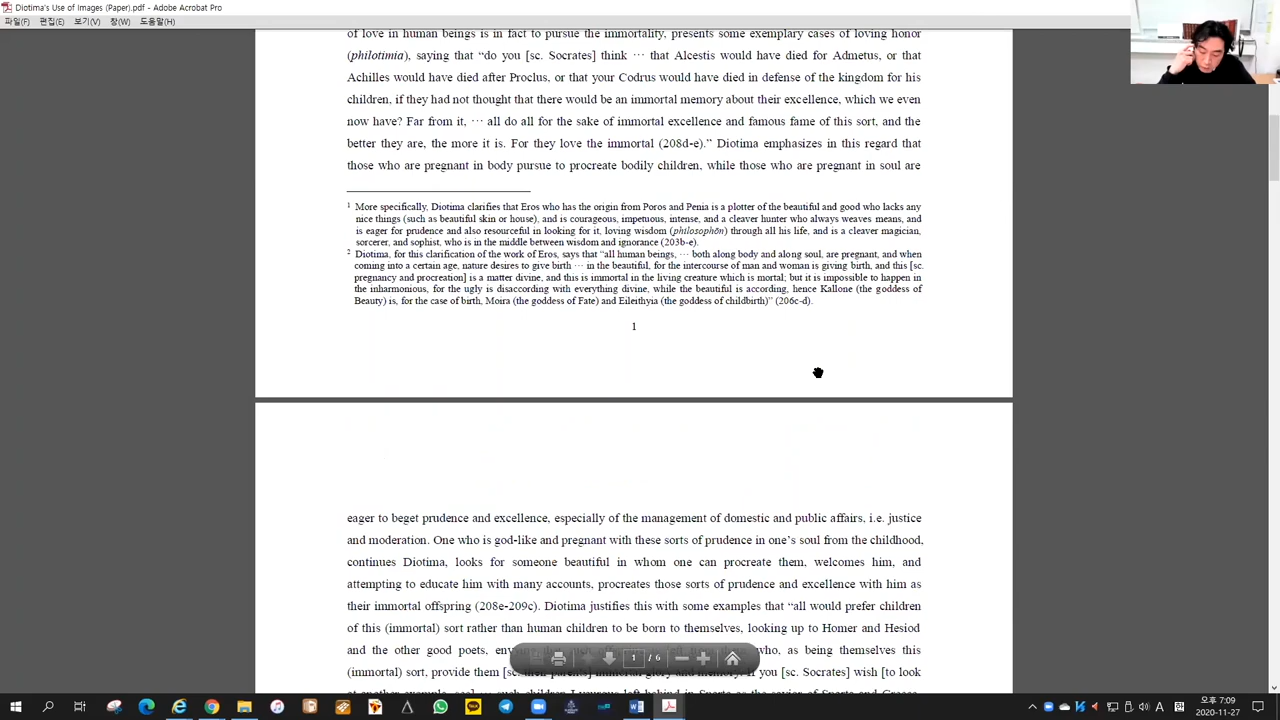 Diotima's Use of Images (Paper).pdf - Adobe Acrobat Pro
파일(F) 편집(E) 보기(V) 창(W) 도움말(H)
of love in human beings is in fact to pursue the immortality, presents some exemplary cases of loving honor
(philotimia), saying that “do you [sc. Socrates] think ··· that Alcestis would have died for Admetus, or that
Achilles would have died after Proclus, or that your Codrus would have died in defense of the kingdom for his
children, if they had not thought that there would be an immortal memory about their excellence, which we even
now have? Far from it, ··· all do all for the sake of immortal excellence and famous fame of this sort, and the
better they are, the more it is. For they love the immortal (208d-e).” Diotima emphasizes in this regard that
those who are pregnant in body pursue to procreate bodily children, while those who are pregnant in soul are
1 More specifically, Diotima clarifies that Eros who has the origin from Poros and Penia is a plotter of the beautiful and good who lacks any
nice things (such as beautiful skin or house), and is courageous, impetuous, intense, and a cleaver hunter who always weaves means, and
is eager for prudence and also resourceful in looking for it, loving wisdom (philosophōn) through all his life, and is a cleaver magician,
sorcerer, and sophist, who is in the middle between wisdom and ignorance (203b-e).
2 Diotima, for this clarification of the work of Eros, says that “all human beings, ··· both along body and along soul, are pregnant, and when
coming into a certain age, nature desires to give birth ··· in the beautiful, for the intercourse of man and woman is giving birth, and this [sc.
pregnancy and procreation] is a matter divine, and this is immortal in the living creature which is mortal; but it is impossible to happen in
the inharmonious, for the ugly is disaccording with everything divine, while the beautiful is according, hence Kallone (the goddess of
Beauty) is, for the case of birth, Moira (the goddess of Fate) and Eileithyia (the goddess of childbirth)” (206c-d).
1
eager to beget prudence and excellence, especially of the management of domestic and public affairs, i.e. justice
and moderation. One who is god-like and pregnant with these sorts of prudence in one's soul from the childhood,
continues Diotima, looks for someone beautiful in whom one can procreate them, welcomes him, and
attempting to educate him with many accounts, procreates those sorts of prudence and excellence with him as
their immortal offspring (208e-209c). Diotima justifies this with some examples that “all would prefer children
of this (immortal) sort rather than human children to be born to themselves, looking up to Homer and Hesiod
and the other good poets, who, as being themselves this
(immortal) sort, provide them [sc. their parents] immortal glory and memory. If you [sc. Socrates] wish [to look
1 / 6
오후 7:09
2020-11-27